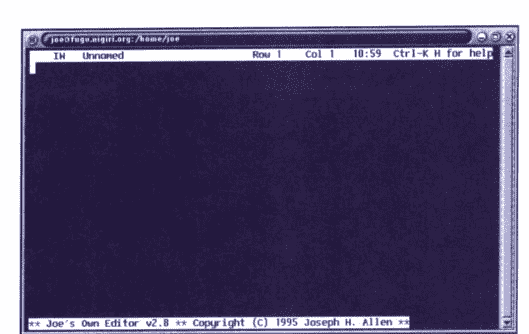 joe@fugu.nigiri.org:/home/joe
IW Unnamed Row 1 Col 1 10:59 Ctrl-K H for help
** Joe's Own Editor v2.8 ** Copyright (C) 1995 Joseph H. Allen **